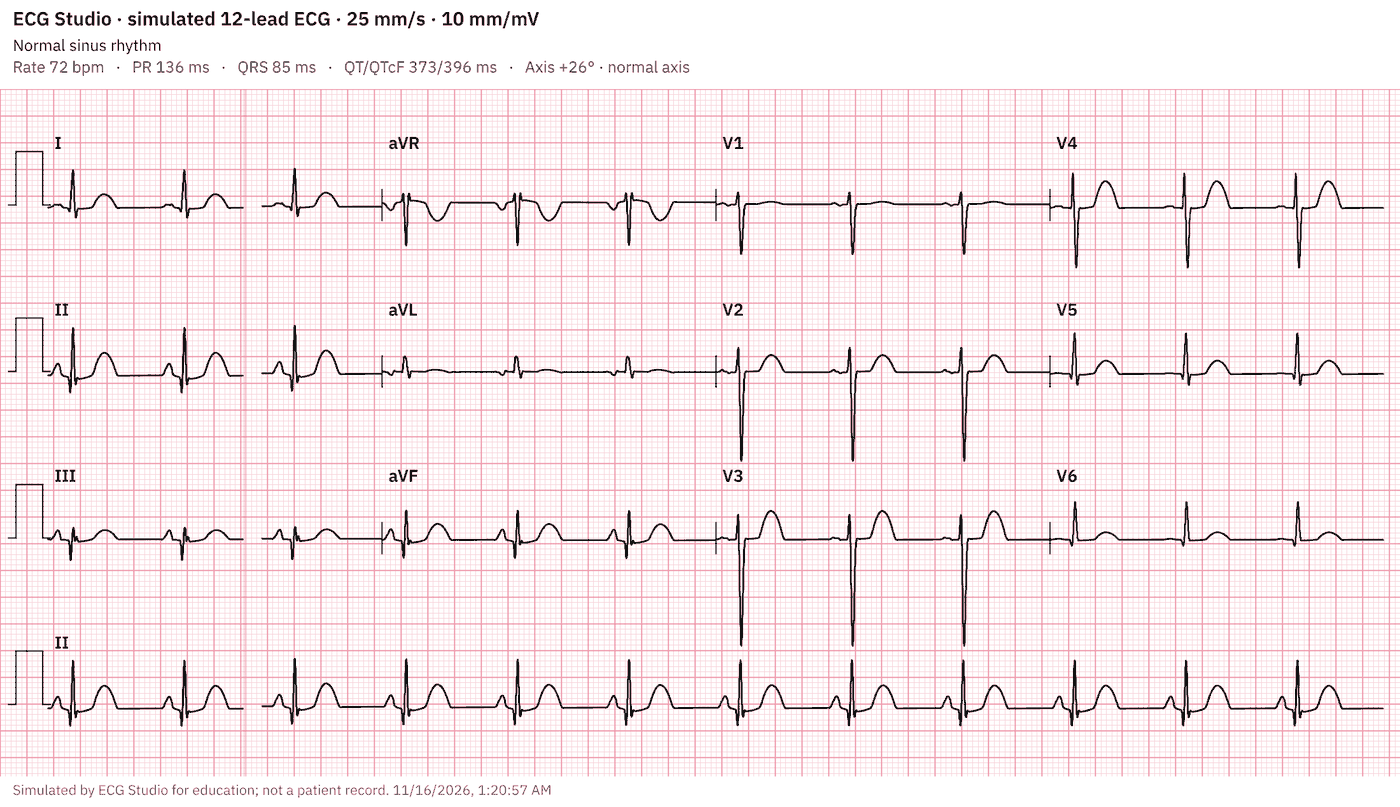 ECG Studio · simulated 12-lead ECG · 25 mm/s · 10 mm/mV
Normal sinus rhythm
Rate 72 bpm · PR 136 ms · QRS 85 ms · QT/QTcF 373/396 ms · Axis +26° · normal axis
I aVR V1 V4
II aVL V2 V5
III aVF V3 V6
II
Simulated by ECG Studio for education; not a patient record. 11/16/2026, 1:20:57 AM